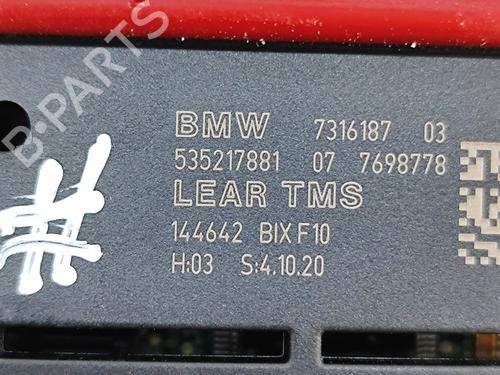 BMW 7316187 03
535217881 07 7698778
LEAR TMS
144642 BIX F10
H:03 S:4.10.20
B-PARTS
#